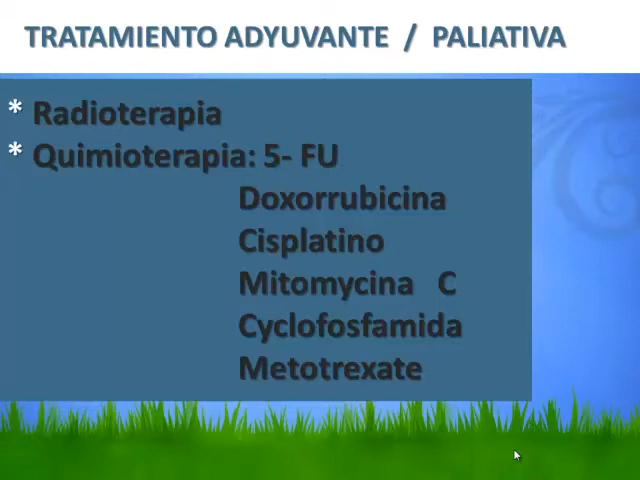 TRATAMIENTO ADYUVANTE / PALIATIVA
* Radioterapia
* Quimioterapia: 5- FU
Doxorrubicina
Cisplatino
Mitomycina C
Cyclofosfamida
Metotrexate